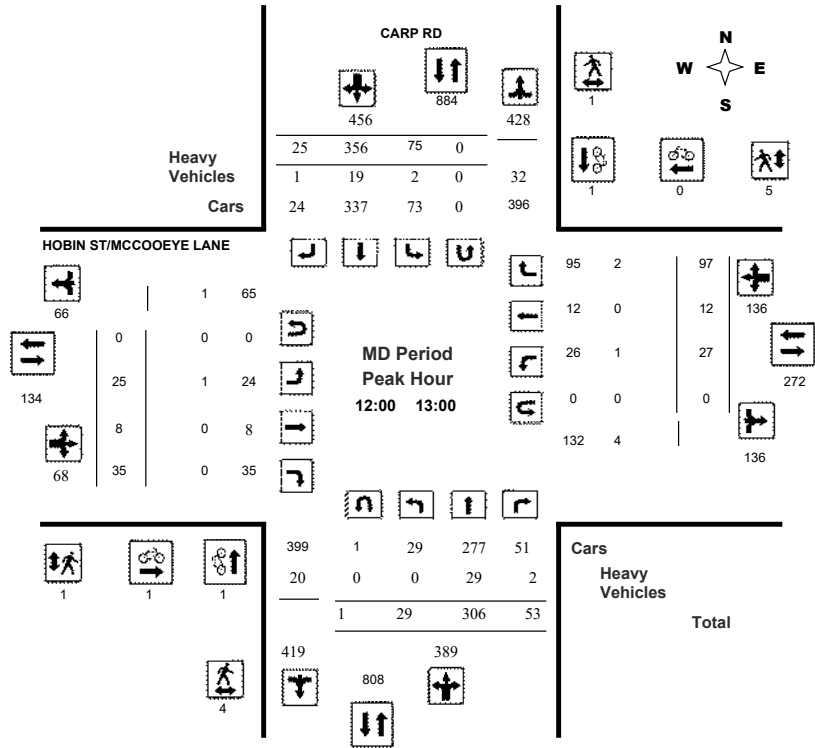 CARP RD
N
W E
S
884
1
456 428
25 356 75 0
Heavy
Vehicles
1 19 2 0 32
1 0 5
Cars
24 337 73 0 396
HOBIN ST/MCCOOEYE LANE
95 2 97
1 65
66
12 0 12 136
0 0 0
MD Period
Peak Hour
12:00 13:00
26 1 27
272
25 1 24
134
0 0 0
8 0 8
132 4
136
68
35 0 35
399 1 29 277 51 Cars
20 0 0 29 2 Heavy
Vehicles
1 1 1
1 29 306 53
Total
419 389
808
4